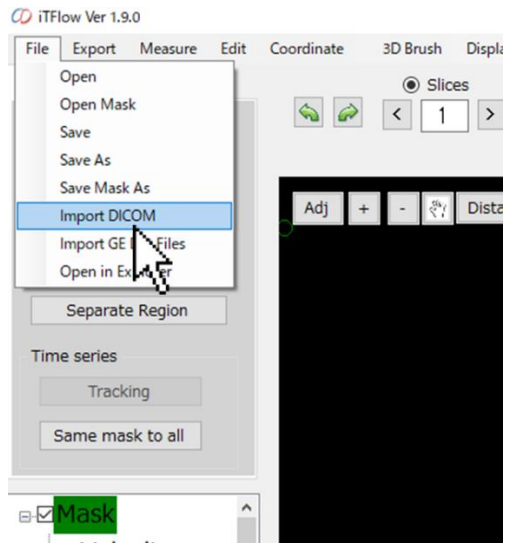 iTFlow Ver 1.9.0
File Export Measure Edit Coordinate 3D Brush Displa
Open
Open Mask
Save
Save As
Save Mask As
Import DICOM
Import GE Files
Open in
Slices
< 1 >
Adj + - Dista
Separate Region
Time series
Tracking
Same mask to all
Mask